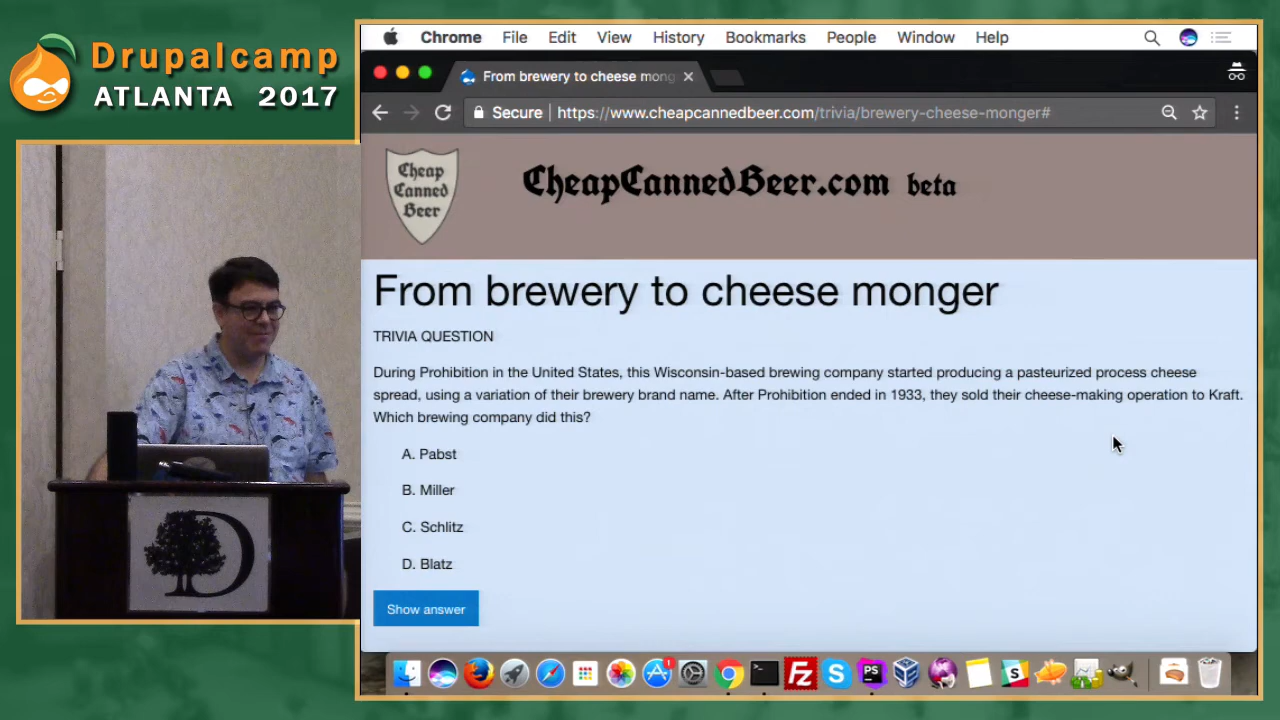 Drupalcamp
ATLANTA 2017
Chrome File Edit View History Bookmarks People Window Help
From brewery to cheese mong
Secure https://www.cheapcannedbeer.com/trivia/brewery-cheese-monger#
Cheap
Canned
Beer
CheapCannedBeer.com beta
From brewery to cheese monger
TRIVIA QUESTION
During Prohibition in the United States, this Wisconsin-based brewing company started producing a pasteurized process cheese
spread, using a variation of their brewery brand name. After Prohibition ended in 1933, they sold their cheese-making operation to Kraft.
Which brewing company did this?
A. Pabst
B. Miller
C. Schlitz
D. Blatz
Show answer
D
1
FZ
S
PS
S